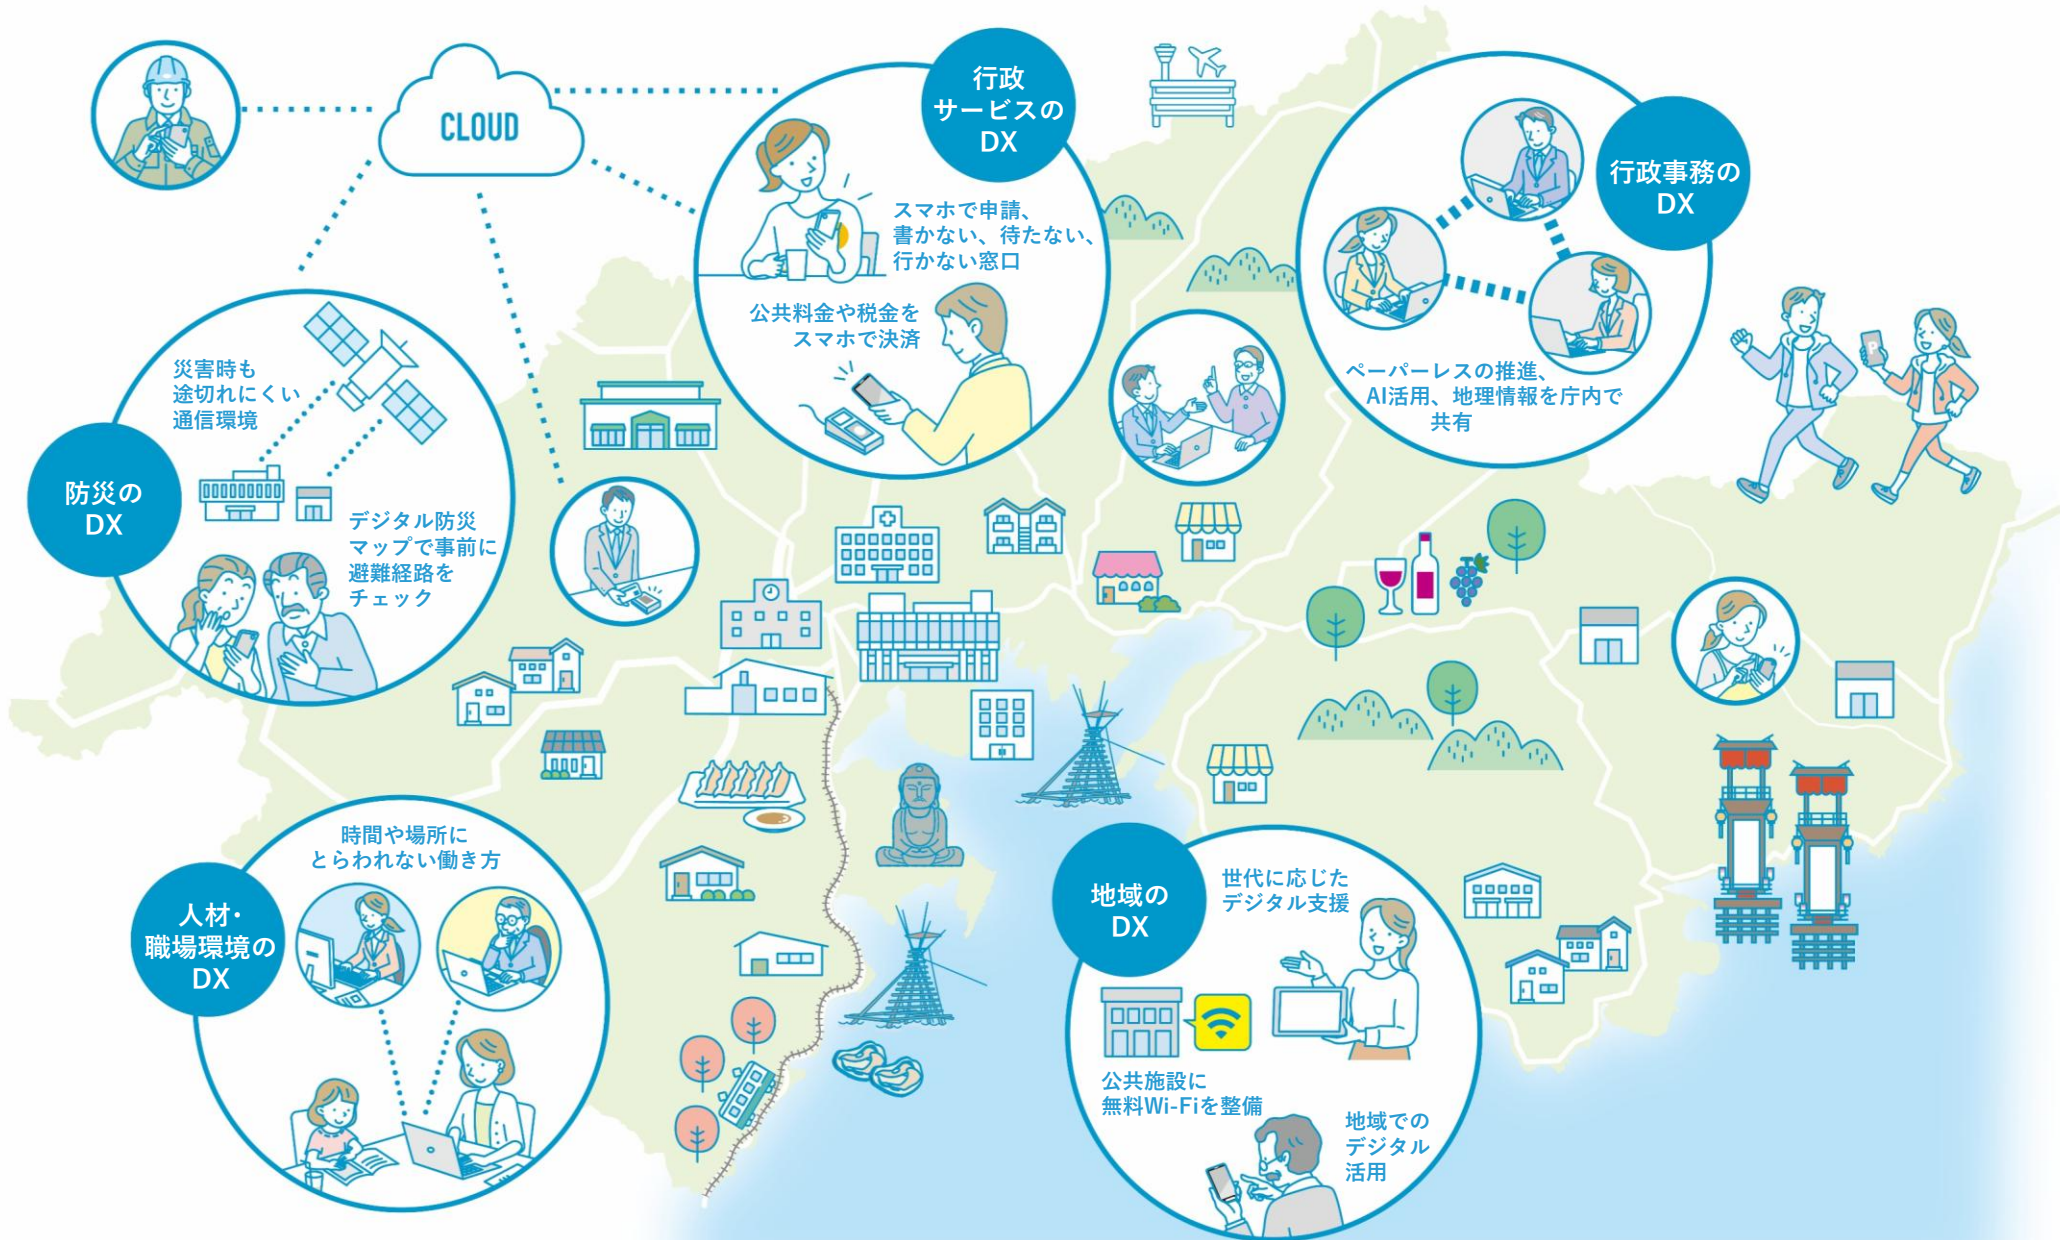 CLOUD
行政
サービスの
DX
スマホで申請、
書かない、待たない、
行かない窓口
公共料金や税金を
スマホで決済
行政事務の
DX
ペーパーレスの推進、
AI活用、地理情報を庁内で
共有
P
防災の
DX
災害時も
途切れにくい
通信環境
デジタル防災
マップで事前に
避難経路を
チェック
人材・
職場環境の
DX
時間や場所に
とらわれない働き方
地域の
DX
世代に応じた
デジタル支援
公共施設に
無料Wi-Fiを整備
地域での
デジタル
活用